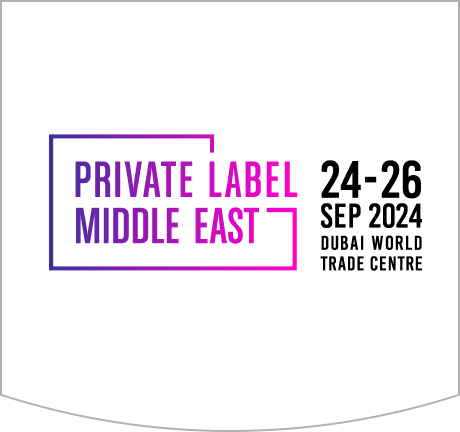 PRIVATE LABEL
MIDDLE EAST
24-26
SEP 2024
DUBAI WORLD
TRADE CENTRE